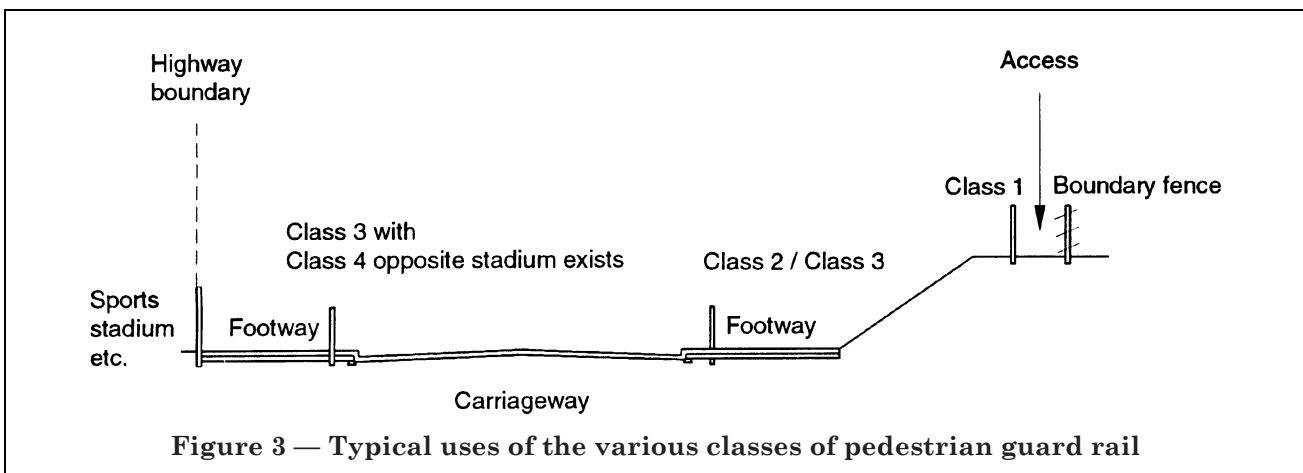 Highway
boundary
Access
Class 1
Boundary fence
Class 3 with
Class 4 opposite stadium exists
Class 2 / Class 3
Sports
stadium
etc.
Footway
Footway
Carriageway
Figure 3 — Typical uses of the various classes of pedestrian guard rail